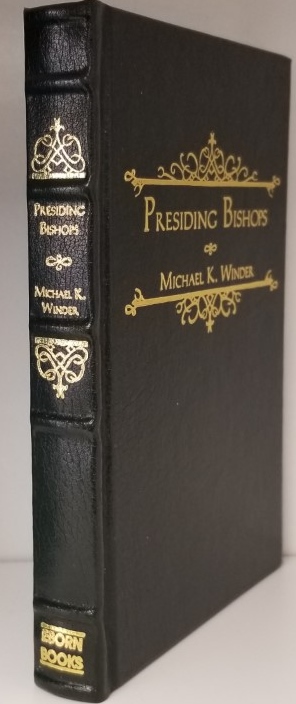 PRESIDING
BISHOPS
MICHAEL K.
WINDER
EBORN
BOOKS
PRESIDING BISHOPS
MICHAEL K. WINDER